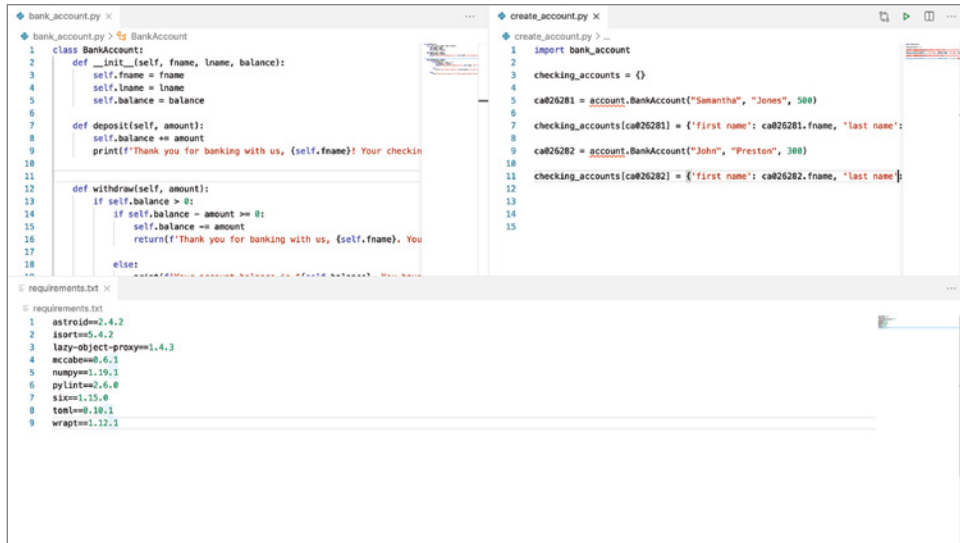 bank_account.py
bank_account.py > BankAccount
1 class BankAccount:
2 def __init__(self, fname, lname, balance):
3 self.fname = fname
4 self.lname = lname
5 self.balance = balance
6
7 def deposit(self, amount):
8 self.balance += amount
9 print(f'Thank you for banking with us, {self.fname}! Your checkin
10
11
12 def withdraw(self, amount):
13 if self.balance > 0:
14 if self.balance - amount >= 0:
15 self.balance -= amount
16 return(f'Thank you for banking with us, {self.fname}. You
17
18 else:
create_account.py
create_account.py > ...
1 import bank_account
2
3 checking_accounts = {}
4
5 ca026281 = account.BankAccount("Samantha", "Jones", 500)
6
7 checking_accounts[ca026281] = {'first name': ca026281.fname, 'last name':
8
9 ca026282 = account.BankAccount("John", "Preston", 300)
10
11 checking_accounts[ca026282] = {'first name': ca026282.fname, 'last name':
12
13
14
15
requirements.txt
requirements.txt
1 astroid==2.4.2
2 isort==5.4.2
3 lazy-object-proxy==1.4.3
4 mccabe==0.6.1
5 numpy==1.19.1
6 pylint==2.6.0
7 six==1.15.0
8 toml==0.10.1
9 wrapt==1.12.1